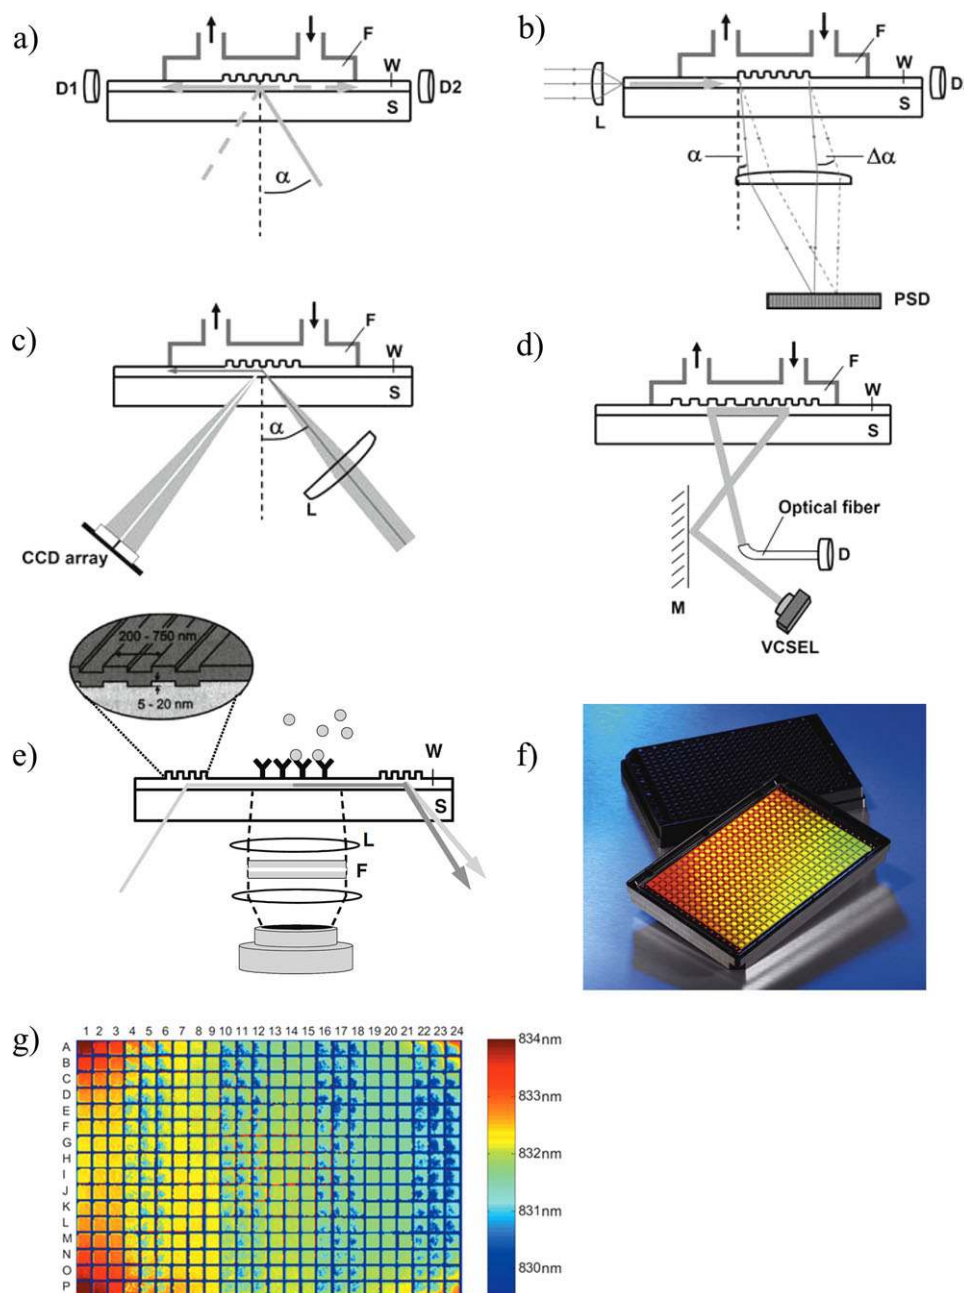 a)
F
W
D1
D2
S
α
b)
F
W
D
L
S
α
Δα
PSD
c)
F
W
S
α
L
CCD array
d)
F
W
S
Optical fiber
D
M
VCSEL
200 - 750 nm
5 - 20 nm
e)
W
S
L
F
f)
g)
1 2 3 4 5 6 7 8 9 10 11 12 13 14 15 16 17 18 19 20 21 22 23 24
A
B
C
D
E
F
G
H
I
J
K
L
M
N
O
P
834nm
833nm
832nm
831nm
830nm